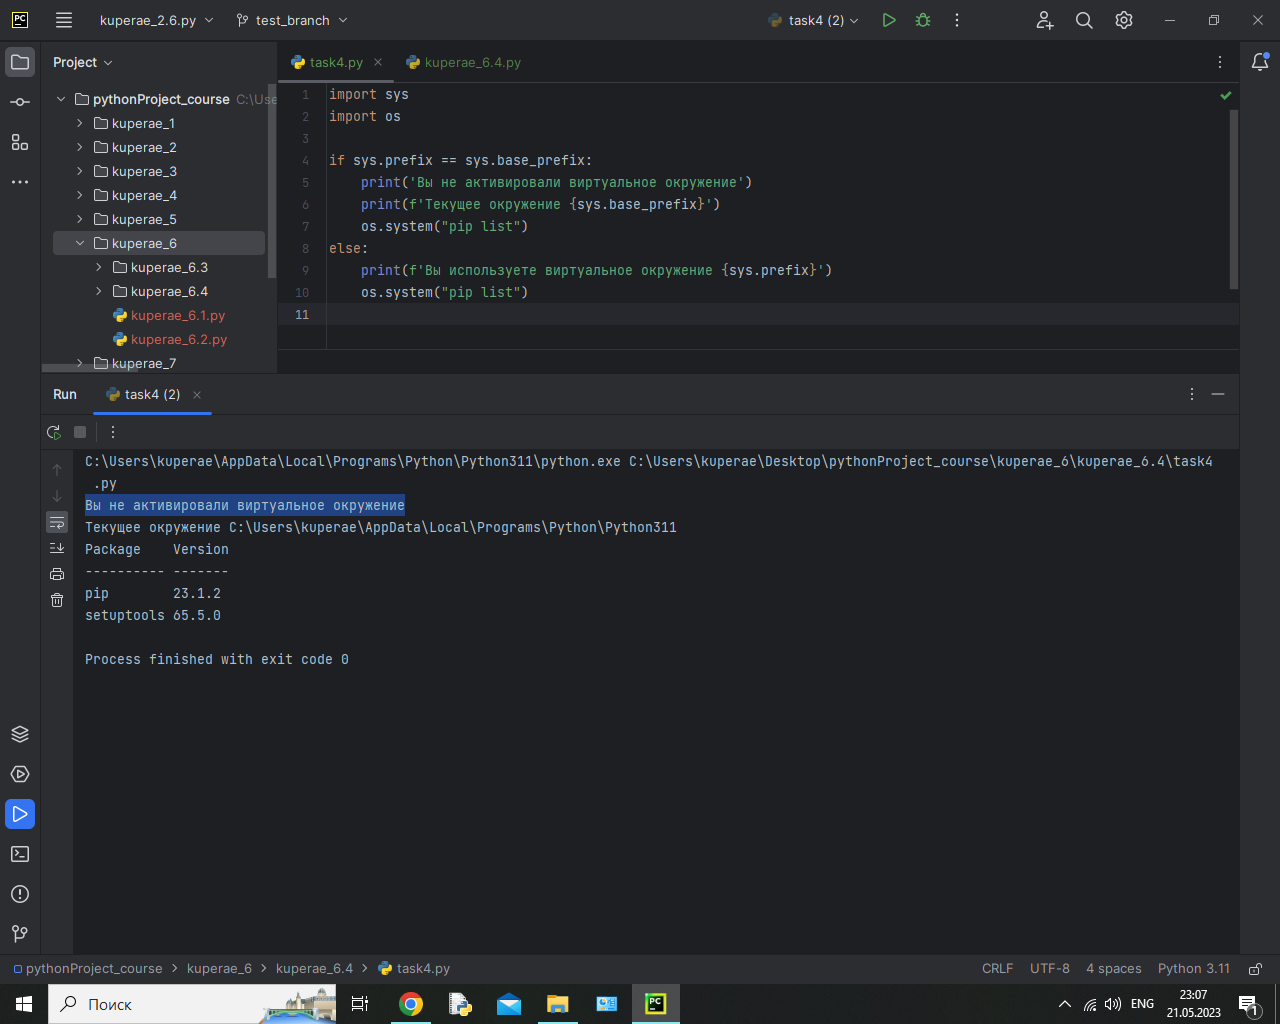 PC kuperae_2.6.py test_branch task4 (2)
Project
task4.py kuperae_6.4.py
pythonProject_course C:\Use
kuperae_1
kuperae_2
kuperae_3
kuperae_4
kuperae_5
kuperae_6
kuperae_6.3
kuperae_6.4
kuperae_6.1.py
kuperae_6.2.py
kuperae_7
1 import sys
2 import os
3
4 if sys.prefix == sys.base_prefix:
5 print('Вы не активировали виртуальное окружение')
6 print(f'Текущее окружение {sys.base_prefix}')
7 os.system("pip list")
8 else:
9 print(f'Вы используете виртуальное окружение {sys.prefix}')
10 os.system("pip list")
11
Run task4 (2)
C:\Users\kuperae\AppData\Local\Programs\Python\Python311\python.exe C:\Users\kuperae\Desktop\pythonProject_course\kuperae_6\kuperae_6.4\task4
.py
Вы не активировали виртуальное окружение
Текущее окружение C:\Users\kuperae\AppData\Local\Programs\Python\Python311
Package Version
---------- -------
pip 23.1.2
setuptools 65.5.0
Process finished with exit code 0
pythonProject_course > kuperae_6 > kuperae_6.4 > task4.py CRLF UTF-8 4 spaces Python 3.11
Поиск PC ENG 23:07
21.05.2023 1